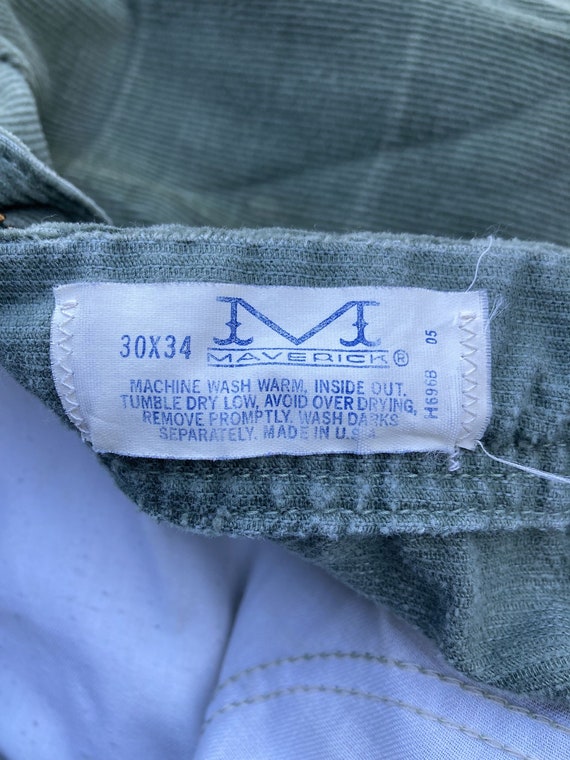 30X34
M
MAVERICK®
MACHINE WASH WARM, INSIDE OUT.
TUMBLE DRY LOW, AVOID OVER DRYING,
REMOVE PROMPTLY. WASH DARKS
SEPARATELY. MADE IN U.S.A
H696B 05